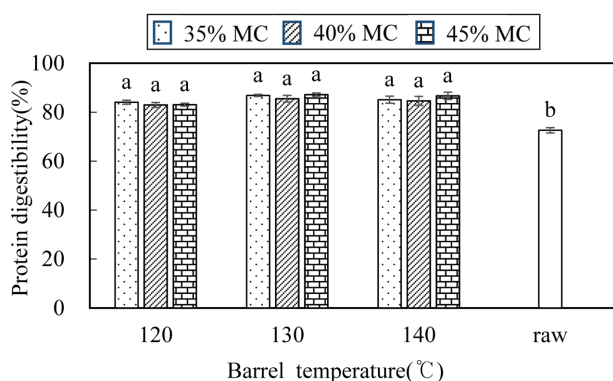 35% MC 40% MC 45% MC
100
80
60
40
20
0
Protein digestibility(%)
a a a a a a a a a b
120 130 140 raw
Barrel temperature(℃)